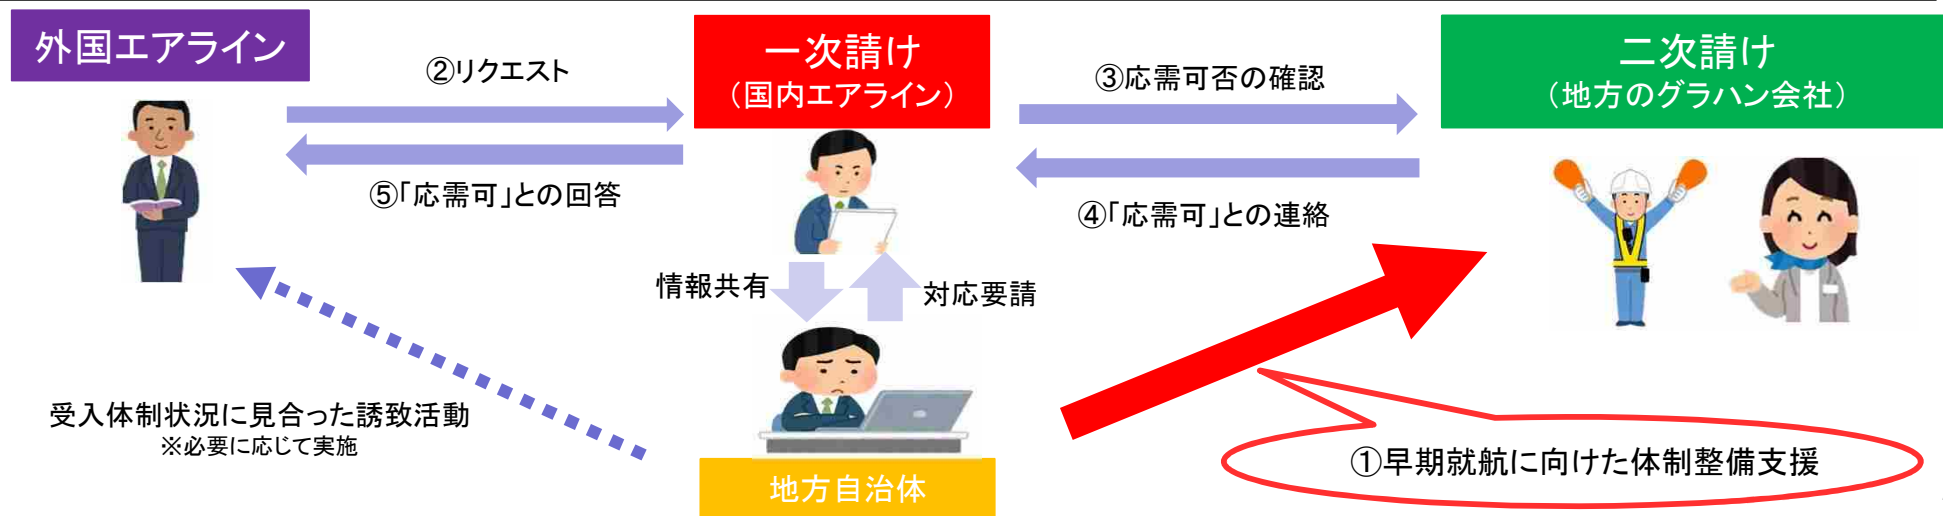 外国エアライン
②リクエスト
⑤「応需可」との回答
一次請け
（国内エアライン）
③応需可否の確認
④「応需可」との連絡
二次請け
（地方のグラハン会社）
情報共有
対応要請
受入体制状況に見合った誘致活動
※必要に応じて実施
地方自治体
①早期就航に向けた体制整備支援